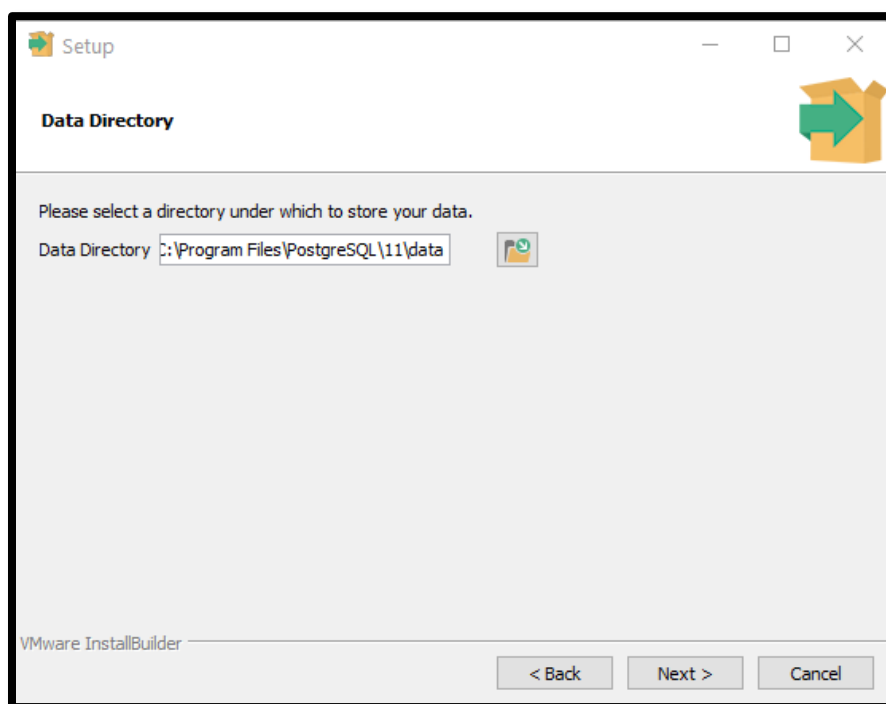 Setup
Data Directory
Please select a directory under which to store your data.
Data Directory C:\Program Files\PostgreSQL\11\data
VMware InstallBuilder
< Back Next > Cancel